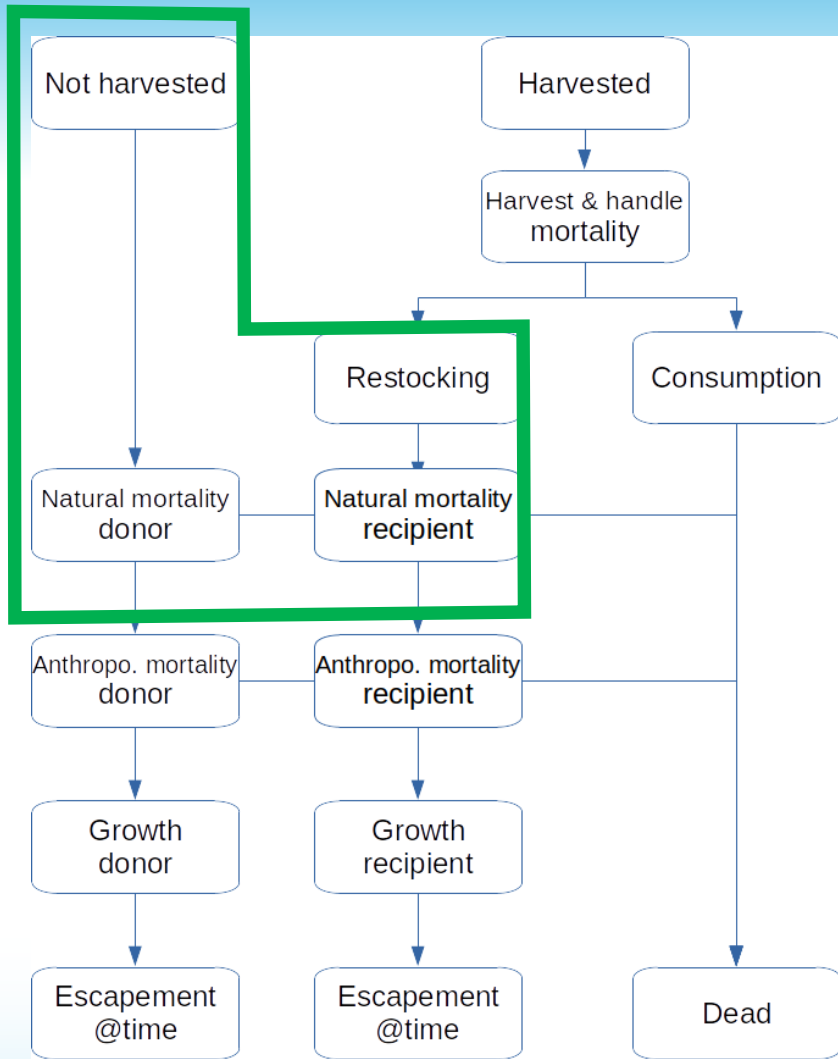 Not harvested
Harvested
Harvest & handle
mortality
Restocking
Consumption
Natural mortality
donor
Natural mortality
recipient
Anthropo. mortality
donor
Anthropo. mortality
recipient
Growth
donor
Growth
recipient
Escapement
@time
Escapement
@time
Dead